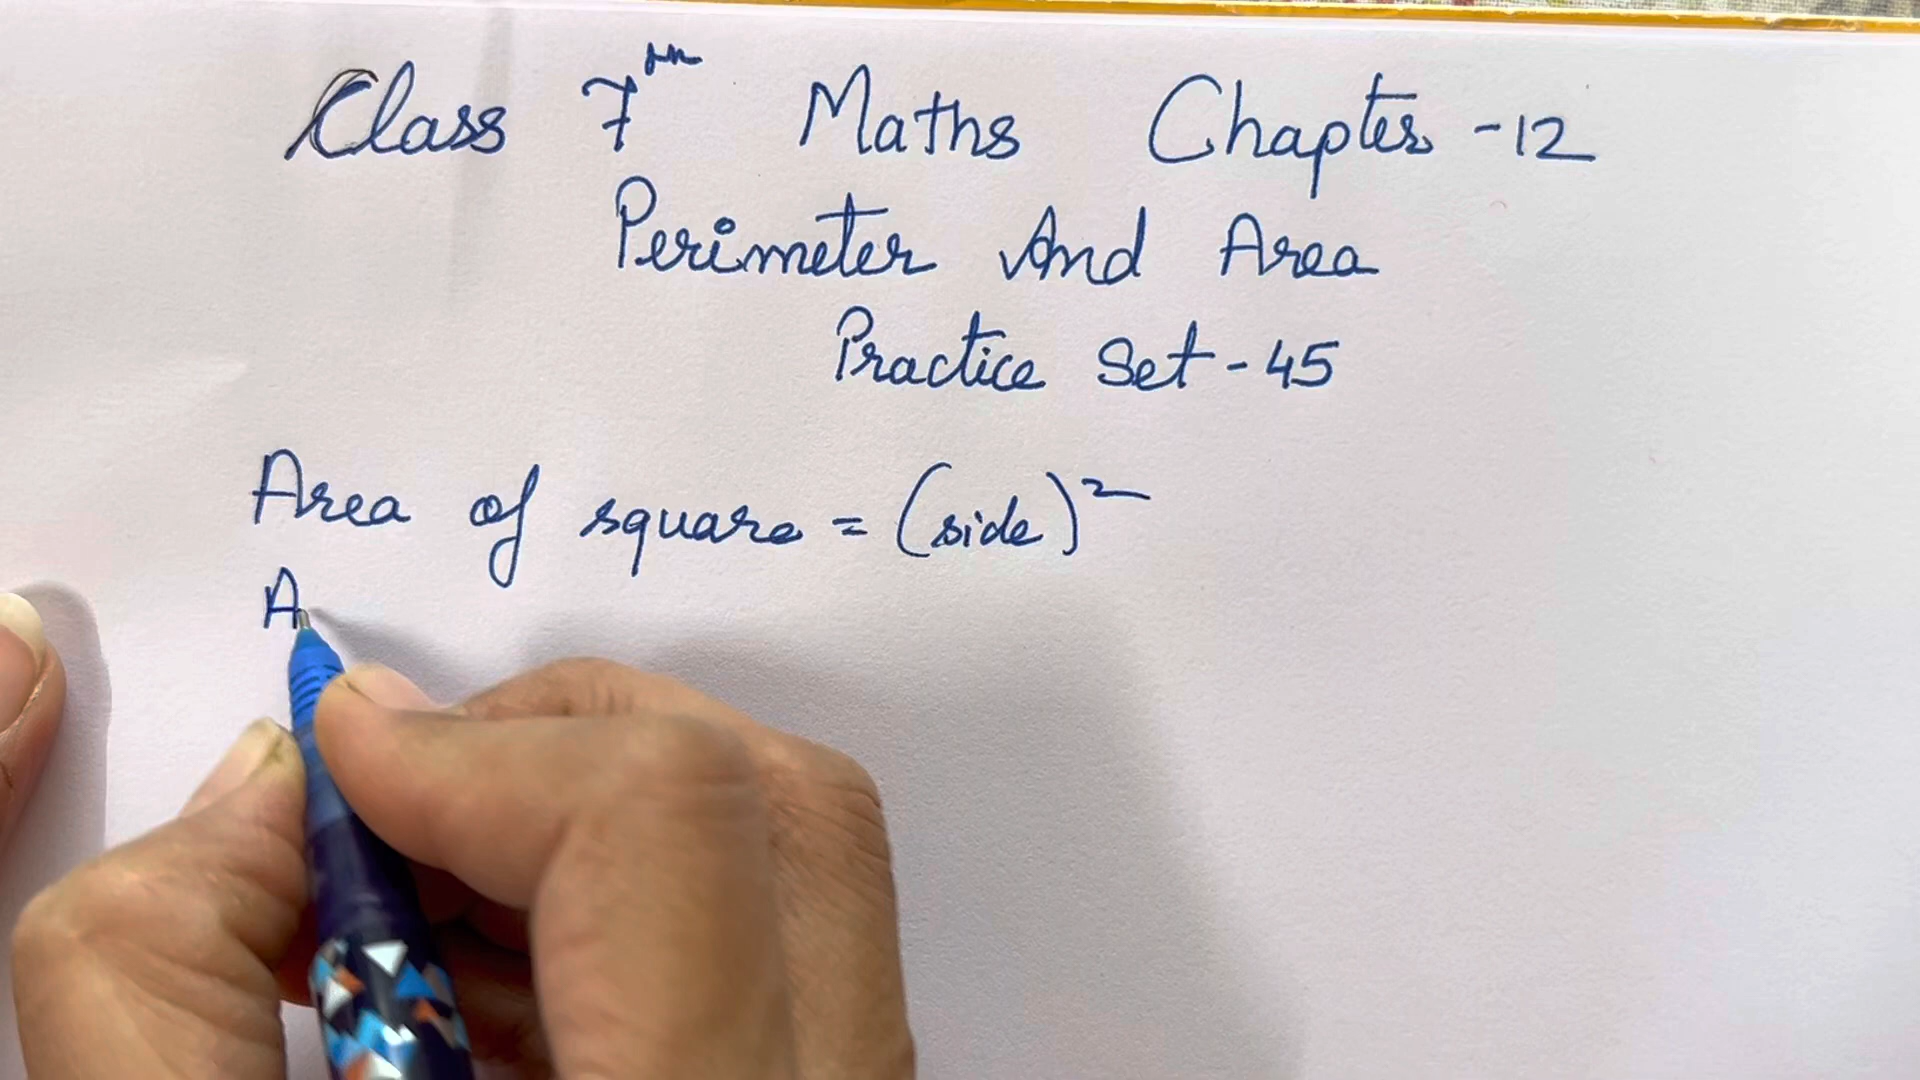 Class 7th Maths Chapter - 12
Perimeter And Area
Practice Set - 45
Area of square = (side)²
A